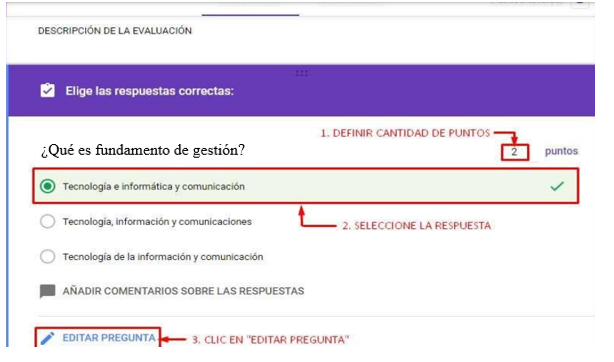 DESCRIPCIÓN DE LA EVALUACIÓN
Elige las respuestas correctas:
1. DEFINIR CANTIDAD DE PUNTOS
¿Qué es fundamento de gestión?
2 puntos
Tecnología e informática y comunicación
Tecnología, información y comunicaciones
2. SELECCIONE LA RESPUESTA
Tecnología de la información y comunicación
AÑADIR COMENTARIOS SOBRE LAS RESPUESTAS
EDITAR PREGUNTA
3. CLIC EN "EDITAR PREGUNTA"